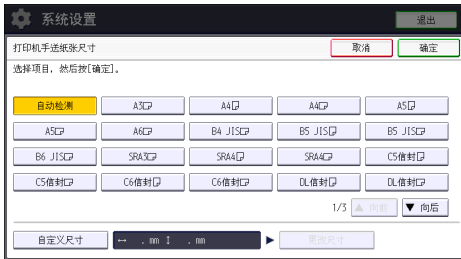 系统设置 退出
打印机手送纸张尺寸 取消 确定
选择项目，然后按[确定]。
自动检测 A3 A4 A4 A5
A5 A6 B4 JIS B5 JIS B5 JIS
B6 JIS SRA3 SRA4 SRA4 C5信封
C5信封 C6信封 C6信封 DL信封 DL信封
1/3 ▲ 向前 ▼ 向后
自定义尺寸 ↔ . mm ↕ . mm ▶ 更改尺寸